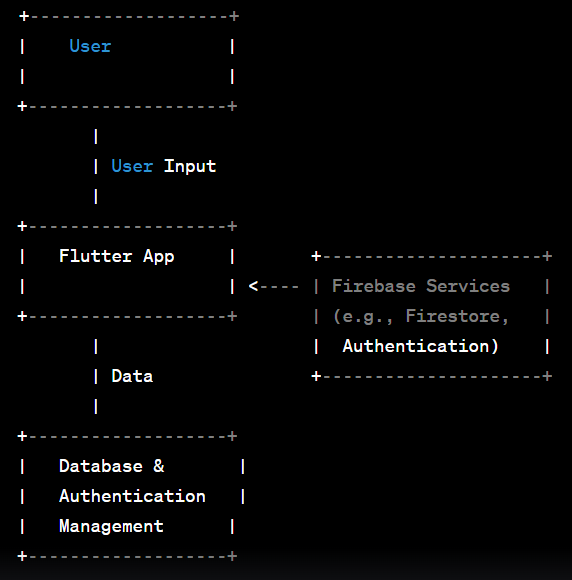 +-------------------+
|    User           |
|                   |
+-------------------+
       |
       | User Input
       |
+-------------------+
|   Flutter App     |       +---------------------+
|                   | <---- | Firebase Services   |
+-------------------+       | (e.g., Firestore,   |
       |                    |  Authentication)    |
       | Data               +---------------------+
       |
+-------------------+
|   Database &       |
|   Authentication   |
|   Management      |
+-------------------+